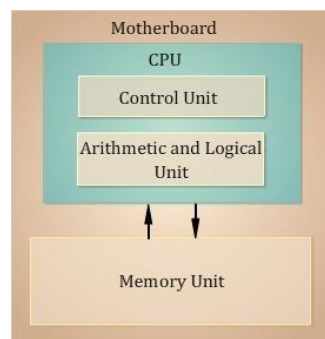 Motherboard
CPU
Control Unit
Arithmetic and Logical
Unit
Memory Unit